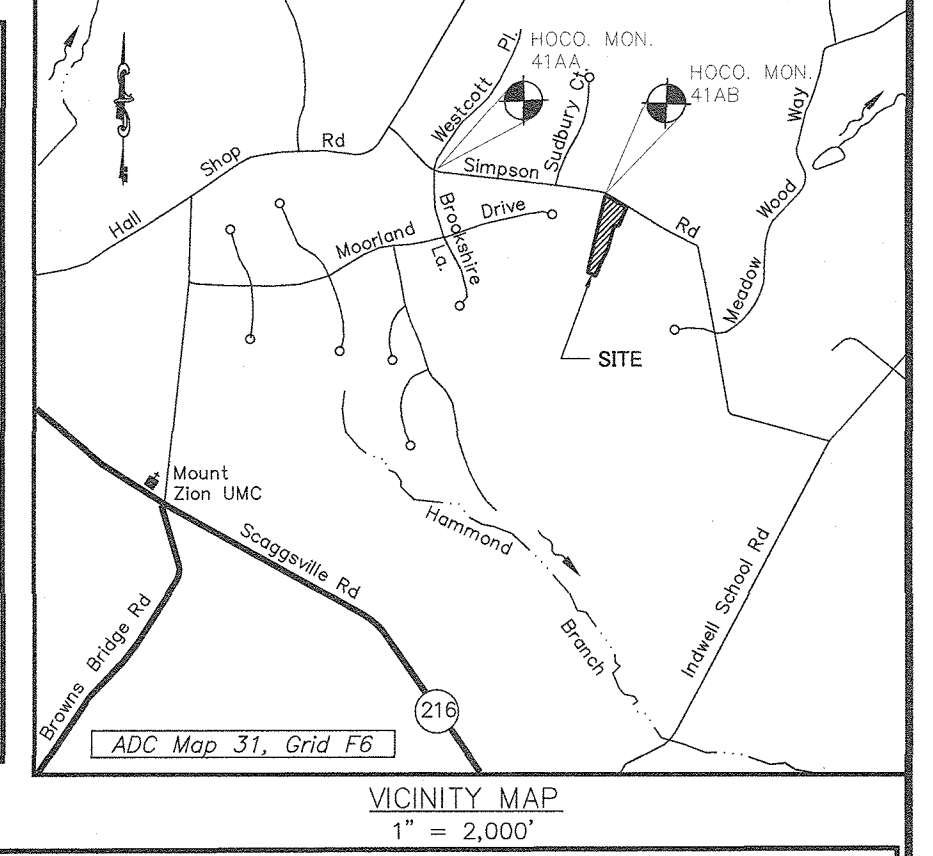 HOCO. MON.
41AA
HOCO. MON.
41AB
Westcott Pl.
Sudbury Ct.
Way
Wood
Meadow
Hall Shop Rd
Simpson Rd
Brookshire
La.
Moorland Drive
SITE
Mount
Zion UMC
Scaggsville Rd
Hammond
Branch
Indwell School Rd
Browns Bridge Rd
216
ADC Map 31, Grid F6
VICINITY MAP
1" = 2,000'